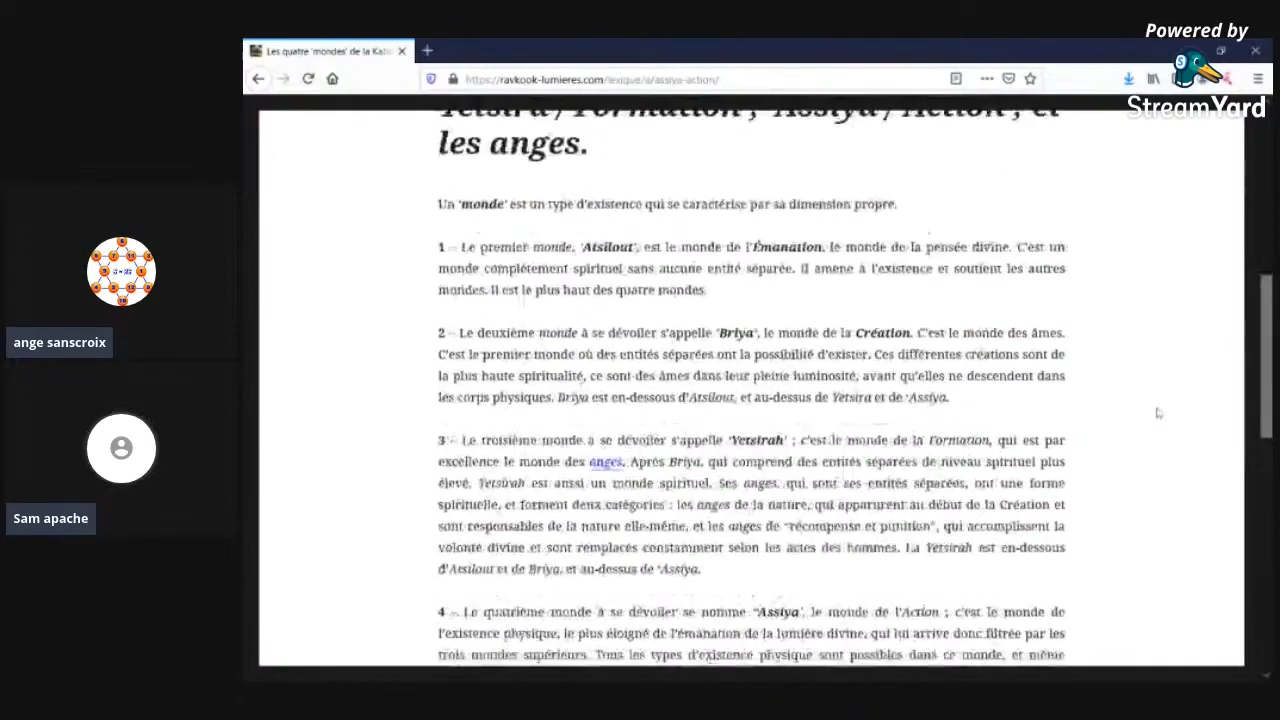 Powered by
StreamYard
Les quatre 'mondes' de la Kab
https://ravkook-lumieres.com/lexique/a/assiya-action/
Yetsira / Formation ; 'Assiya / Action ; et
les anges.
Un 'monde' est un type d'existence qui se caractérise par sa dimension propre.
1 – Le premier monde, 'Atsilout', est le monde de l'Émanation, le monde de la pensée divine. C'est un
monde complètement spirituel sans aucune entité séparée. Il amène à l'existence et soutient les autres
mondes. Il est le plus haut des quatre mondes.
2 – Le deuxième monde à se dévoiler s'appelle 'Briya', le monde de la Création. C'est le monde des âmes.
C'est le premier monde où des entités séparées ont la possibilité d'exister. Ces différentes créations sont de
la plus haute spiritualité, ce sont des âmes dans leur pleine luminosité, avant qu'elles ne descendent dans
les corps physiques. Briya est en-dessous d'Atsilout, et au-dessus de Yetsira et de 'Assiya.
3 – Le troisième monde à se dévoiler s'appelle 'Yetsirah' ; c'est le monde de la Formation, qui est par
excellence le monde des anges. Après Briya, qui comprend des entités séparées de niveau spirituel plus
élevé, Yetsirah est aussi un monde spirituel. Ses anges, qui sont ses entités séparées, ont une forme
spirituelle, et forment deux catégories : les anges de la nature, qui apparurent au début de la Création et
sont responsables de la nature elle-même, et les anges de "récompense et punition", qui accomplissent la
volonté divine et sont remplacés constamment selon les actes des hommes. La Yetsirah est en-dessous
d'Atsilout et de Briya, et au-dessus de 'Assiya.
4 – Le quatrième monde à se dévoiler se nomme "Assiya', le monde de l'Action ; c'est le monde de
l'existence physique, le plus éloigné de l'émanation de la lumière divine, qui lui arrive donc filtrée par les
trois mondes supérieurs. Tous les types d'existence physique sont possibles dans ce monde, et même
ange sanscroix
Sam apache